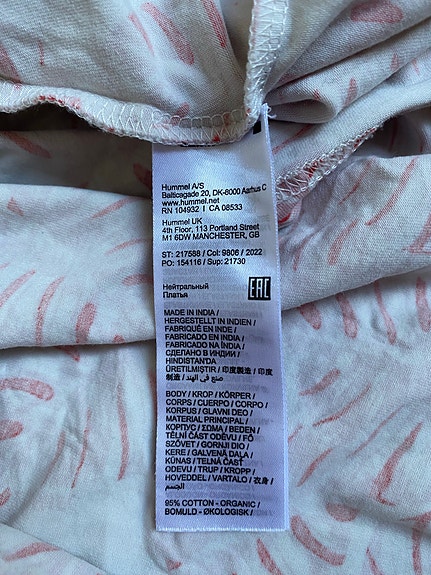 Hummel A/S
Balticagade 20, DK-8000 Aarhus C
www.hummel.net
RN 104932 I CA 08533
Hummel UK
4th Floor, 113 Portland Street
M1 6DW MANCHESTER, GB
ST: 217588 / Col: 9806 / 2022
PO: 154116 / Sup: 21730
Нейтральный
Платья
EAC
MADE IN INDIA /
HERGESTELLT IN INDIEN /
FABRIQUÉ EN INDE /
FABRICADO EN INDIA /
FABRICADO NA ÍNDIA /
СДЕЛАНО В ИНДИИ /
HINDISTAN'DA
ÜRETILMIŞTIR / 印度製造 / 印度
制造 / صنع في الهند
BODY / KROP / KÖRPER /
CORPS / CUERPO / CORPO /
KORPUS / GLAVNI DEO /
MATERIAL PRINCIPAL /
КОРПУС / ΣΩΜΑ / BEDEN /
TĚLNÍ ČÁST ODĚVU / FŐ
SZÖVET / GORNJI DIO /
KERE / GALVENĀ DAĻA /
KŪNAS / TELNÁ ČASŤ
ODEVU / TRUP / KROPP /
HOVEDDEL / VARTALO / 衣身 /
الجسم
95% COTTON - ORGANIC /
BOMULD - ØKOLOGISK /